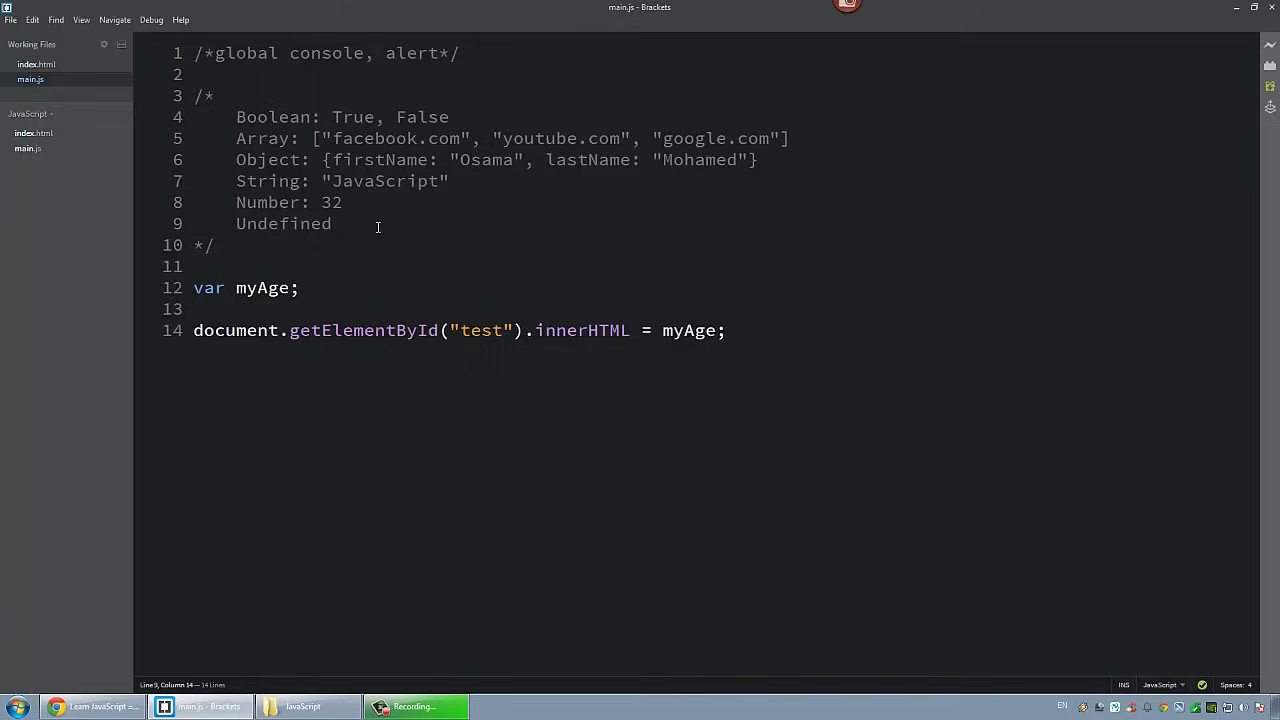 main.js - Brackets
File Edit Find View Navigate Debug Help
Working Files
index.html
main.js
JavaScript
index.html
main.js
1 /*global console, alert*/
2
3 /*
4 Boolean: True, False
5 Array: ["facebook.com", "youtube.com", "google.com"]
6 Object: {firstName: "Osama", lastName: "Mohamed"}
7 String: "JavaScript"
8 Number: 32
9 Undefined
10 */
11
12 var myAge;
13
14 document.getElementById("test").innerHTML = myAge;
Line 9, Column 14 — 14 Lines
INS JavaScript Spaces: 4
Learn JavaScript =... main.js - Brackets JavaScript Recording... EN